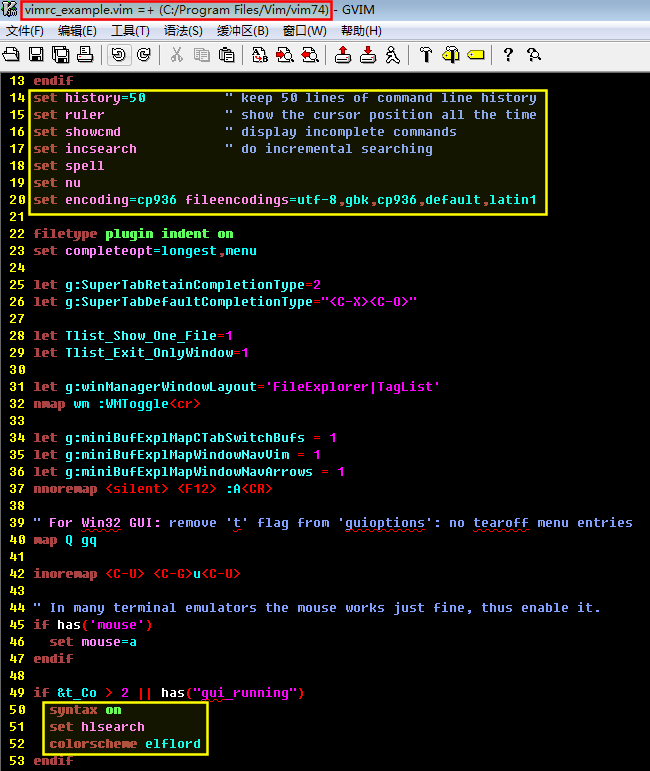 vimrc_example.vim =+ (C:/Program Files/Vim/vim74) - GVIM
文件(F) 编辑(E) 工具(T) 语法(S) 缓冲区(B) 窗口(W) 帮助(H)
13 endif
14 set history=50 " keep 50 lines of command line history
15 set ruler " show the cursor position all the time
16 set showcmd " display incomplete commands
17 set incsearch " do incremental searching
18 set spell
19 set nu
20 set encoding=cp936 fileencodings=utf-8,gbk,cp936,default,latin1
21
22 filetype plugin indent on
23 set completeopt=longest,menu
24
25 let g:SuperTabRetainCompletionType=2
26 let g:SuperTabDefaultCompletionType="<C-X><C-O>"
27
28 let Tlist_Show_One_File=1
29 let Tlist_Exit_OnlyWindow=1
30
31 let g:winManagerWindowLayout='FileExplorer|TagList'
32 nmap wm :WMToggle<cr>
33
34 let g:miniBufExplMapCTabSwitchBufs = 1
35 let g:miniBufExplMapWindowNavVim = 1
36 let g:miniBufExplMapWindowNavArrows = 1
37 nnoremap <silent> <F12> :A<CR>
38
39 " For Win32 GUI: remove 't' flag from 'guioptions': no tearoff menu entries
40 map Q gq
41
42 inoremap <C-U> <C-G>u<C-U>
43
44 " In many terminal emulators the mouse works just fine, thus enable it.
45 if has('mouse')
46 set mouse=a
47 endif
48
49 if &t_Co > 2 || has("gui_running")
50 syntax on
51 set hlsearch
52 colorscheme elflord
53 endif